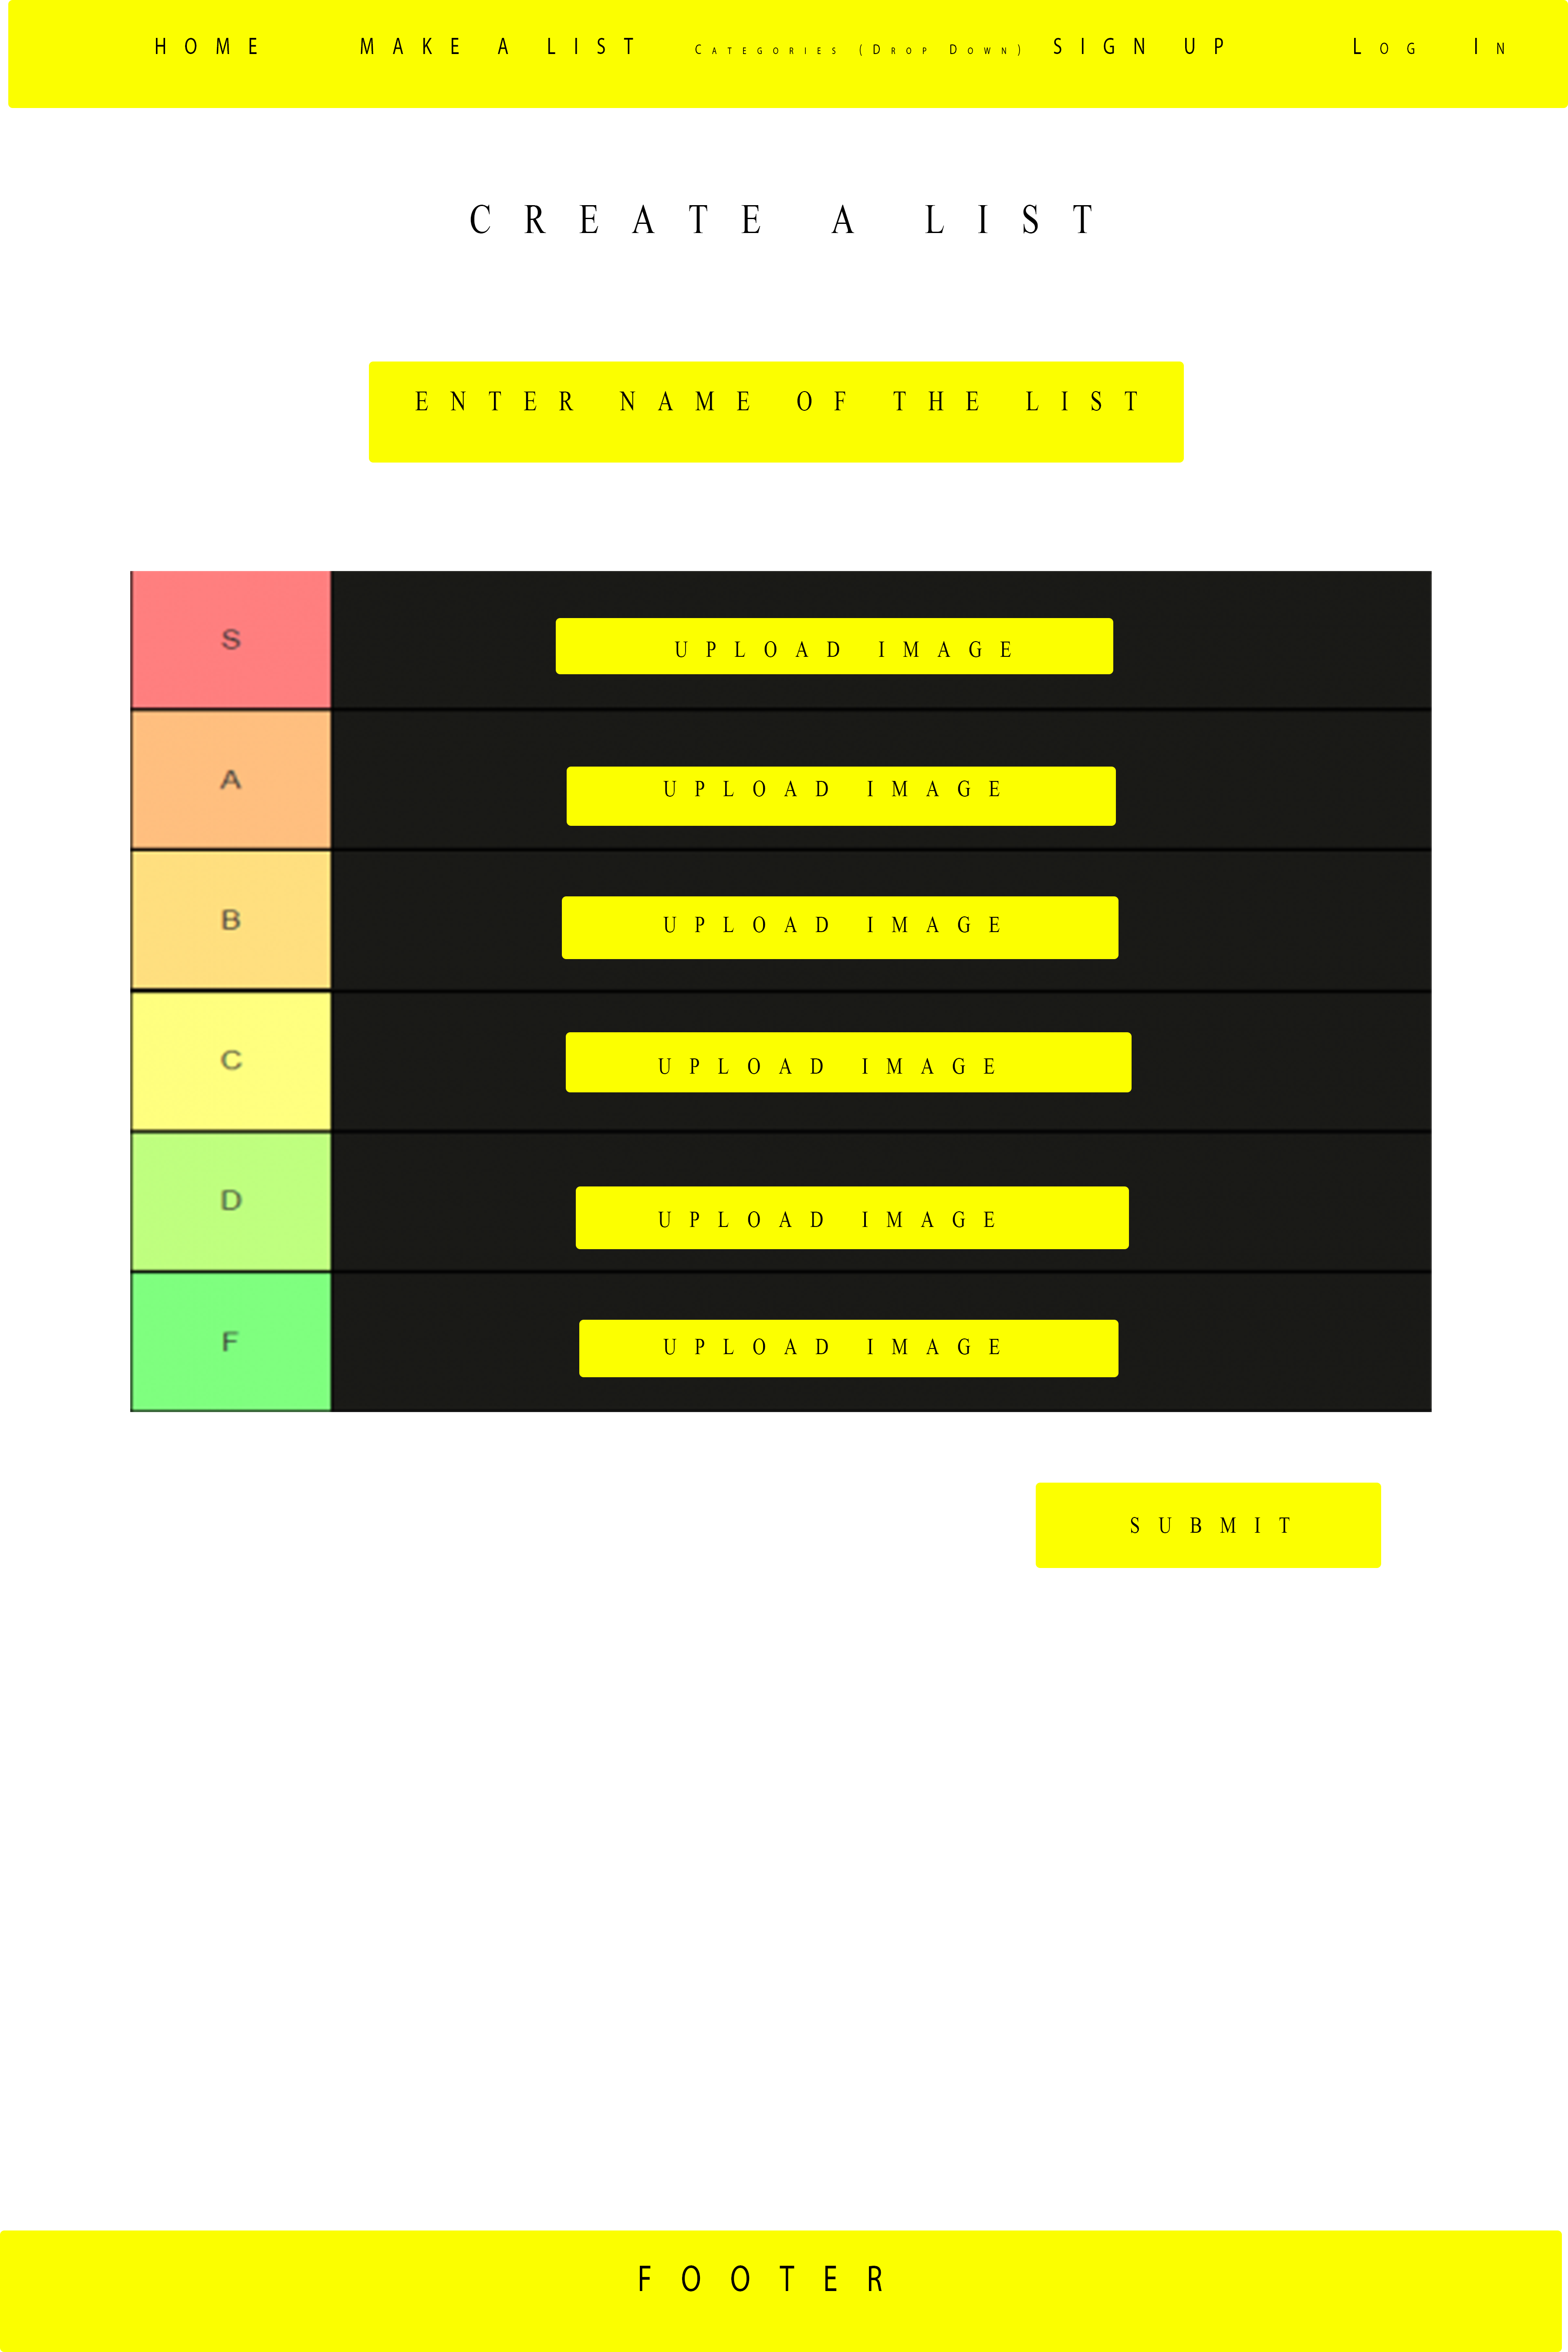 HOME MAKE A LIST Categories (Drop Down) SIGN UP Log In
CREATE A LIST
ENTER NAME OF THE LIST
S UPLOAD IMAGE
A UPLOAD IMAGE
B UPLOAD IMAGE
C UPLOAD IMAGE
D UPLOAD IMAGE
F UPLOAD IMAGE
SUBMIT
FOOTER